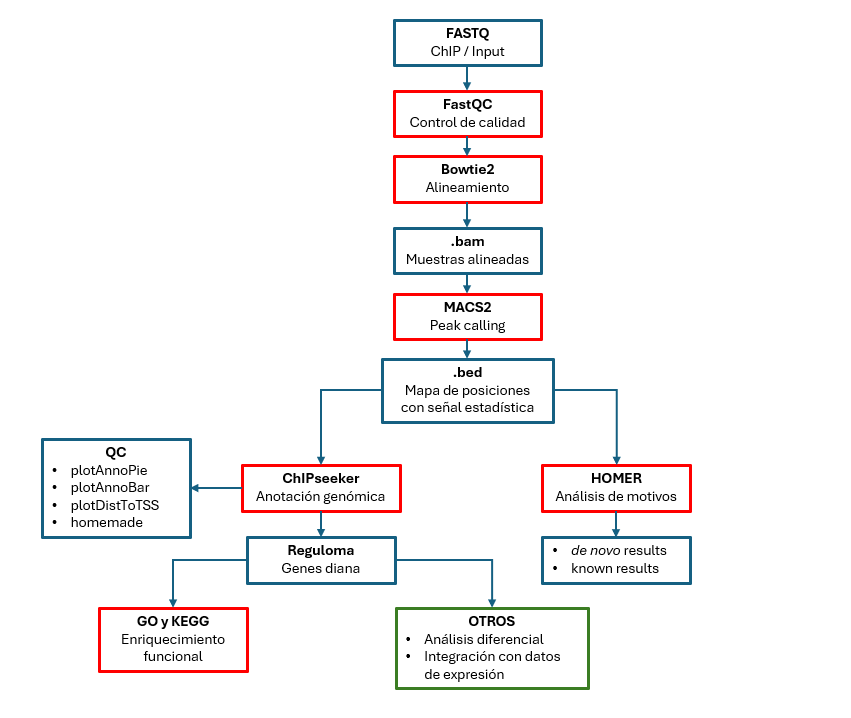 FASTQ
ChIP / Input
FastQC
Control de calidad
Bowtie2
Alineamiento
.bam
Muestras alineadas
MACS2
Peak calling
.bed
Mapa de posiciones
con señal estadística
QC
• plotAnnoPie
• plotAnnoBar
• plotDistToTSS
• homemade
ChIPseeker
Anotación genómica
HOMER
Análisis de motivos
Reguloma
Genes diana
• de novo results
• known results
GO y KEGG
Enriquecimiento
funcional
OTROS
• Análisis diferencial
• Integración con datos
de expresión